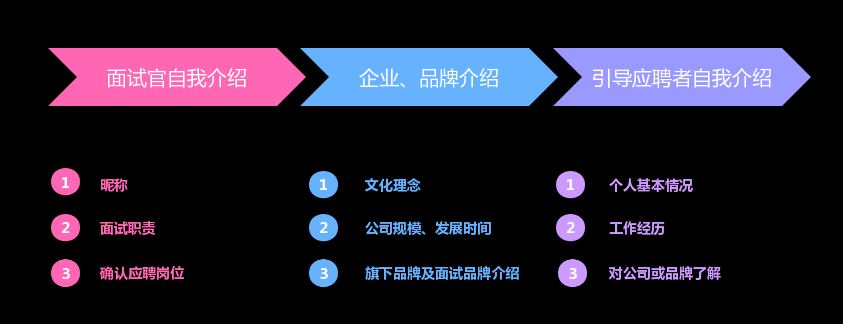 面试官自我介绍
企业、品牌介绍
引导应聘者自我介绍
1 昵称
2 面试职责
3 确认应聘岗位
1 文化理念
2 公司规模、发展时间
3 旗下品牌及面试品牌介绍
1 个人基本情况
2 工作经历
3 对公司或品牌了解